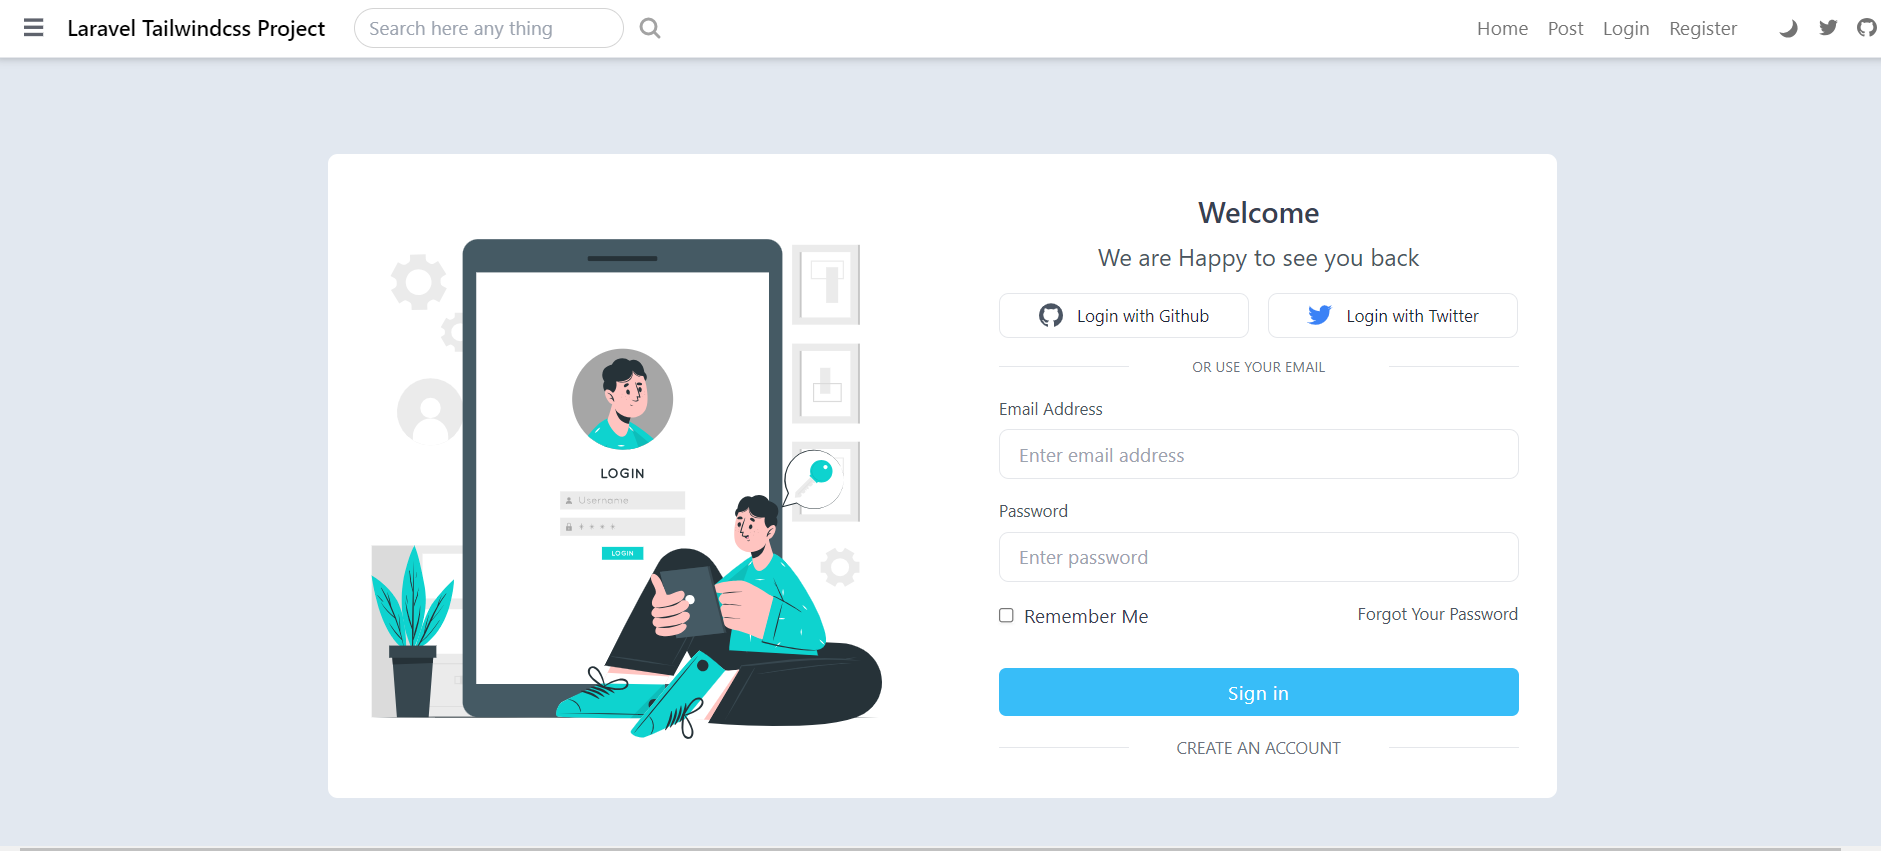 Laravel Tailwindcss Project
Search here any thing
Home Post Login Register
Welcome
We are Happy to see you back
Login with Github Login with Twitter
OR USE YOUR EMAIL
Email Address
Enter email address
Password
Enter password
Remember Me Forgot Your Password
Sign in
CREATE AN ACCOUNT
LOGIN
Username
* * * *
LOGIN